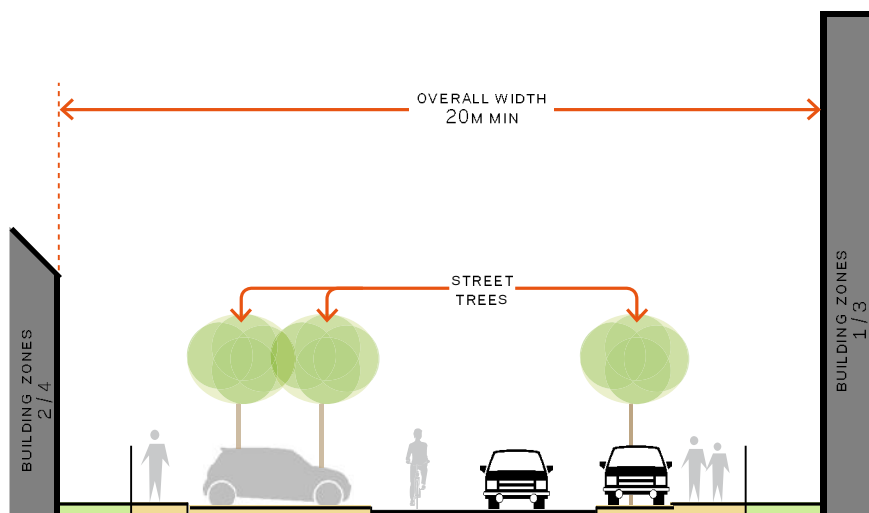 OVERALL WIDTH
20M MIN
STREET
TREES
BUILDING ZONES
2/4
BUILDING ZONES
1/3